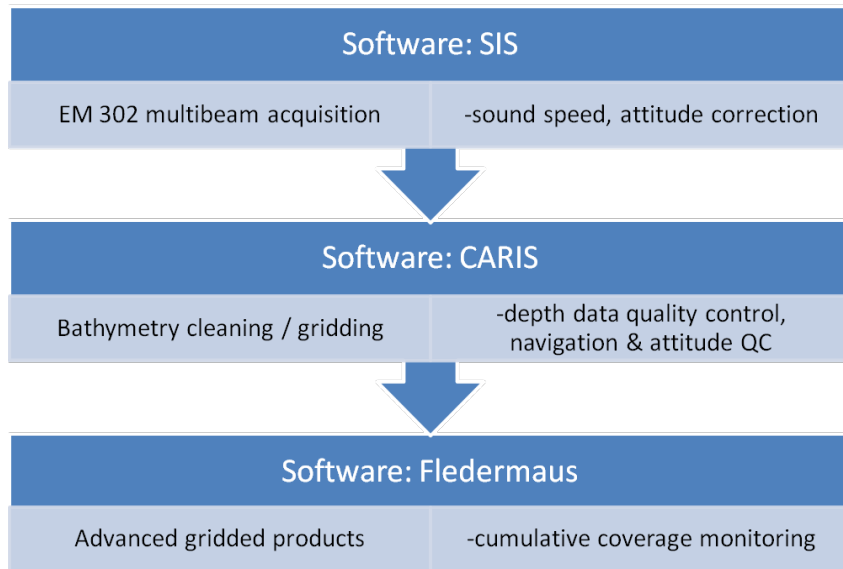 Software: SIS
EM 302 multibeam acquisition
-sound speed, attitude correction
Software: CARIS
Bathymetry cleaning / gridding
-depth data quality control,
navigation & attitude QC
Software: Fledermaus
Advanced gridded products
-cumulative coverage monitoring